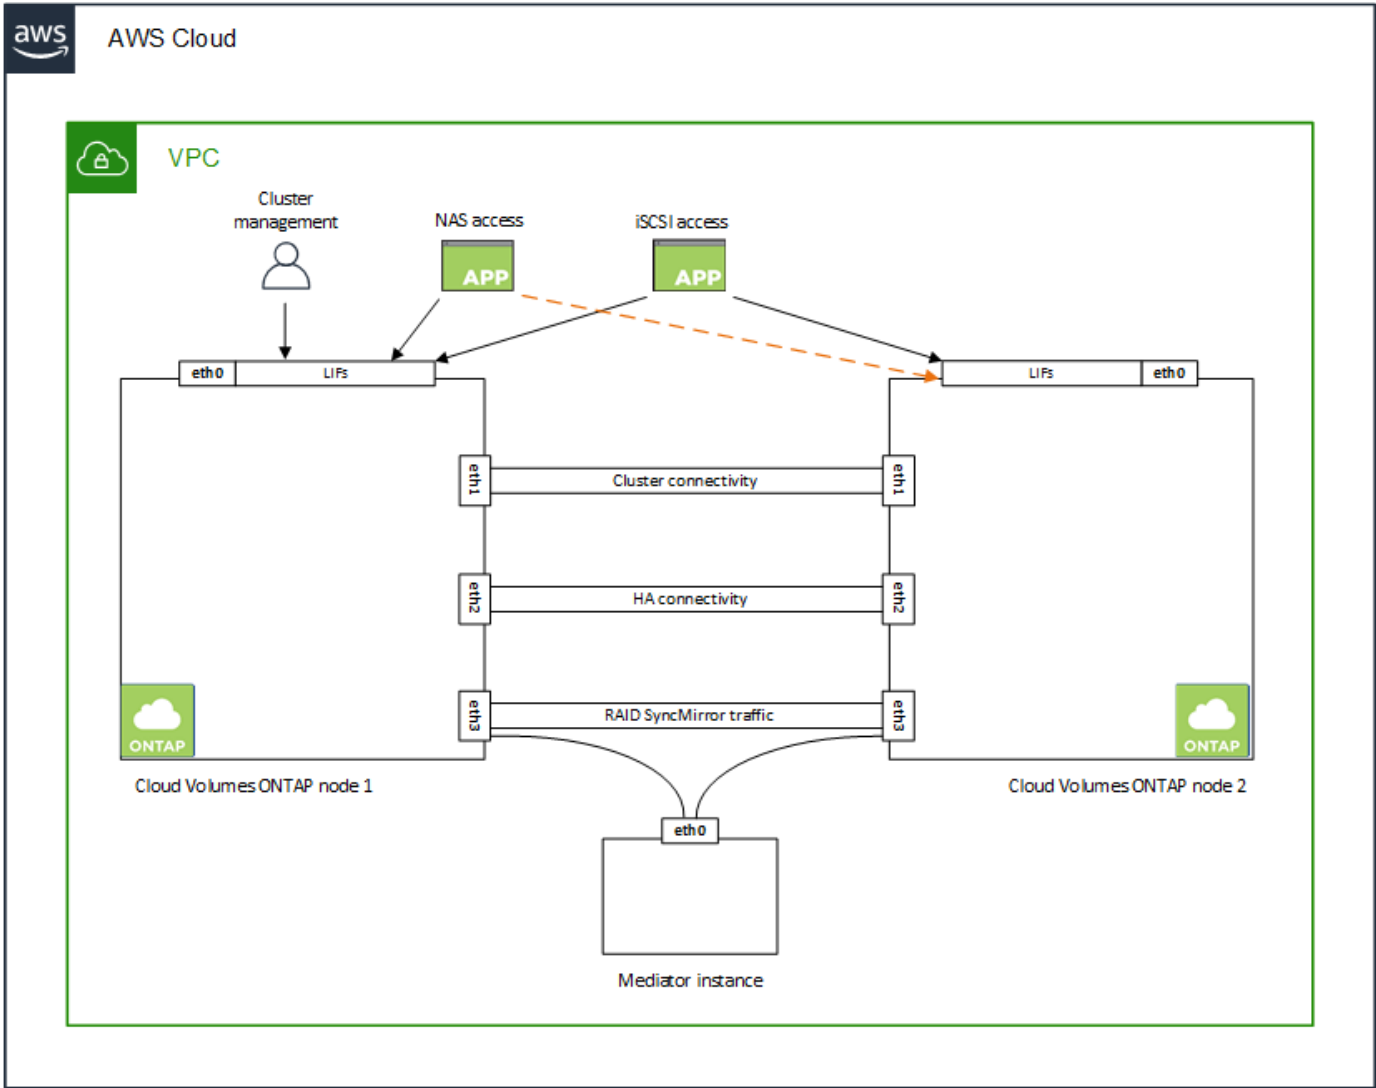 aws
AWS Cloud
VPC
Cluster
management
NAS access
iSCSI access
APP
APP
eth0
LIFs
LIFs
eth0
eth1
Cluster connectivity
eth1
eth2
HA connectivity
eth2
eth3
RAID SyncMirror traffic
eth3
ONTAP
ONTAP
Cloud Volumes ONTAP node 1
Cloud Volumes ONTAP node 2
eth0
Mediator instance